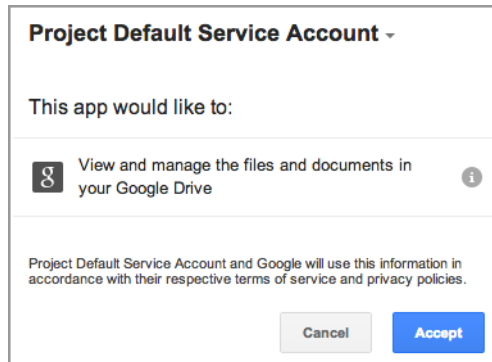 Project Default Service Account
This app would like to:
g
View and manage the files and documents in
your Google Drive
i
Project Default Service Account and Google will use this information in
accordance with their respective terms of service and privacy policies.
Cancel
Accept